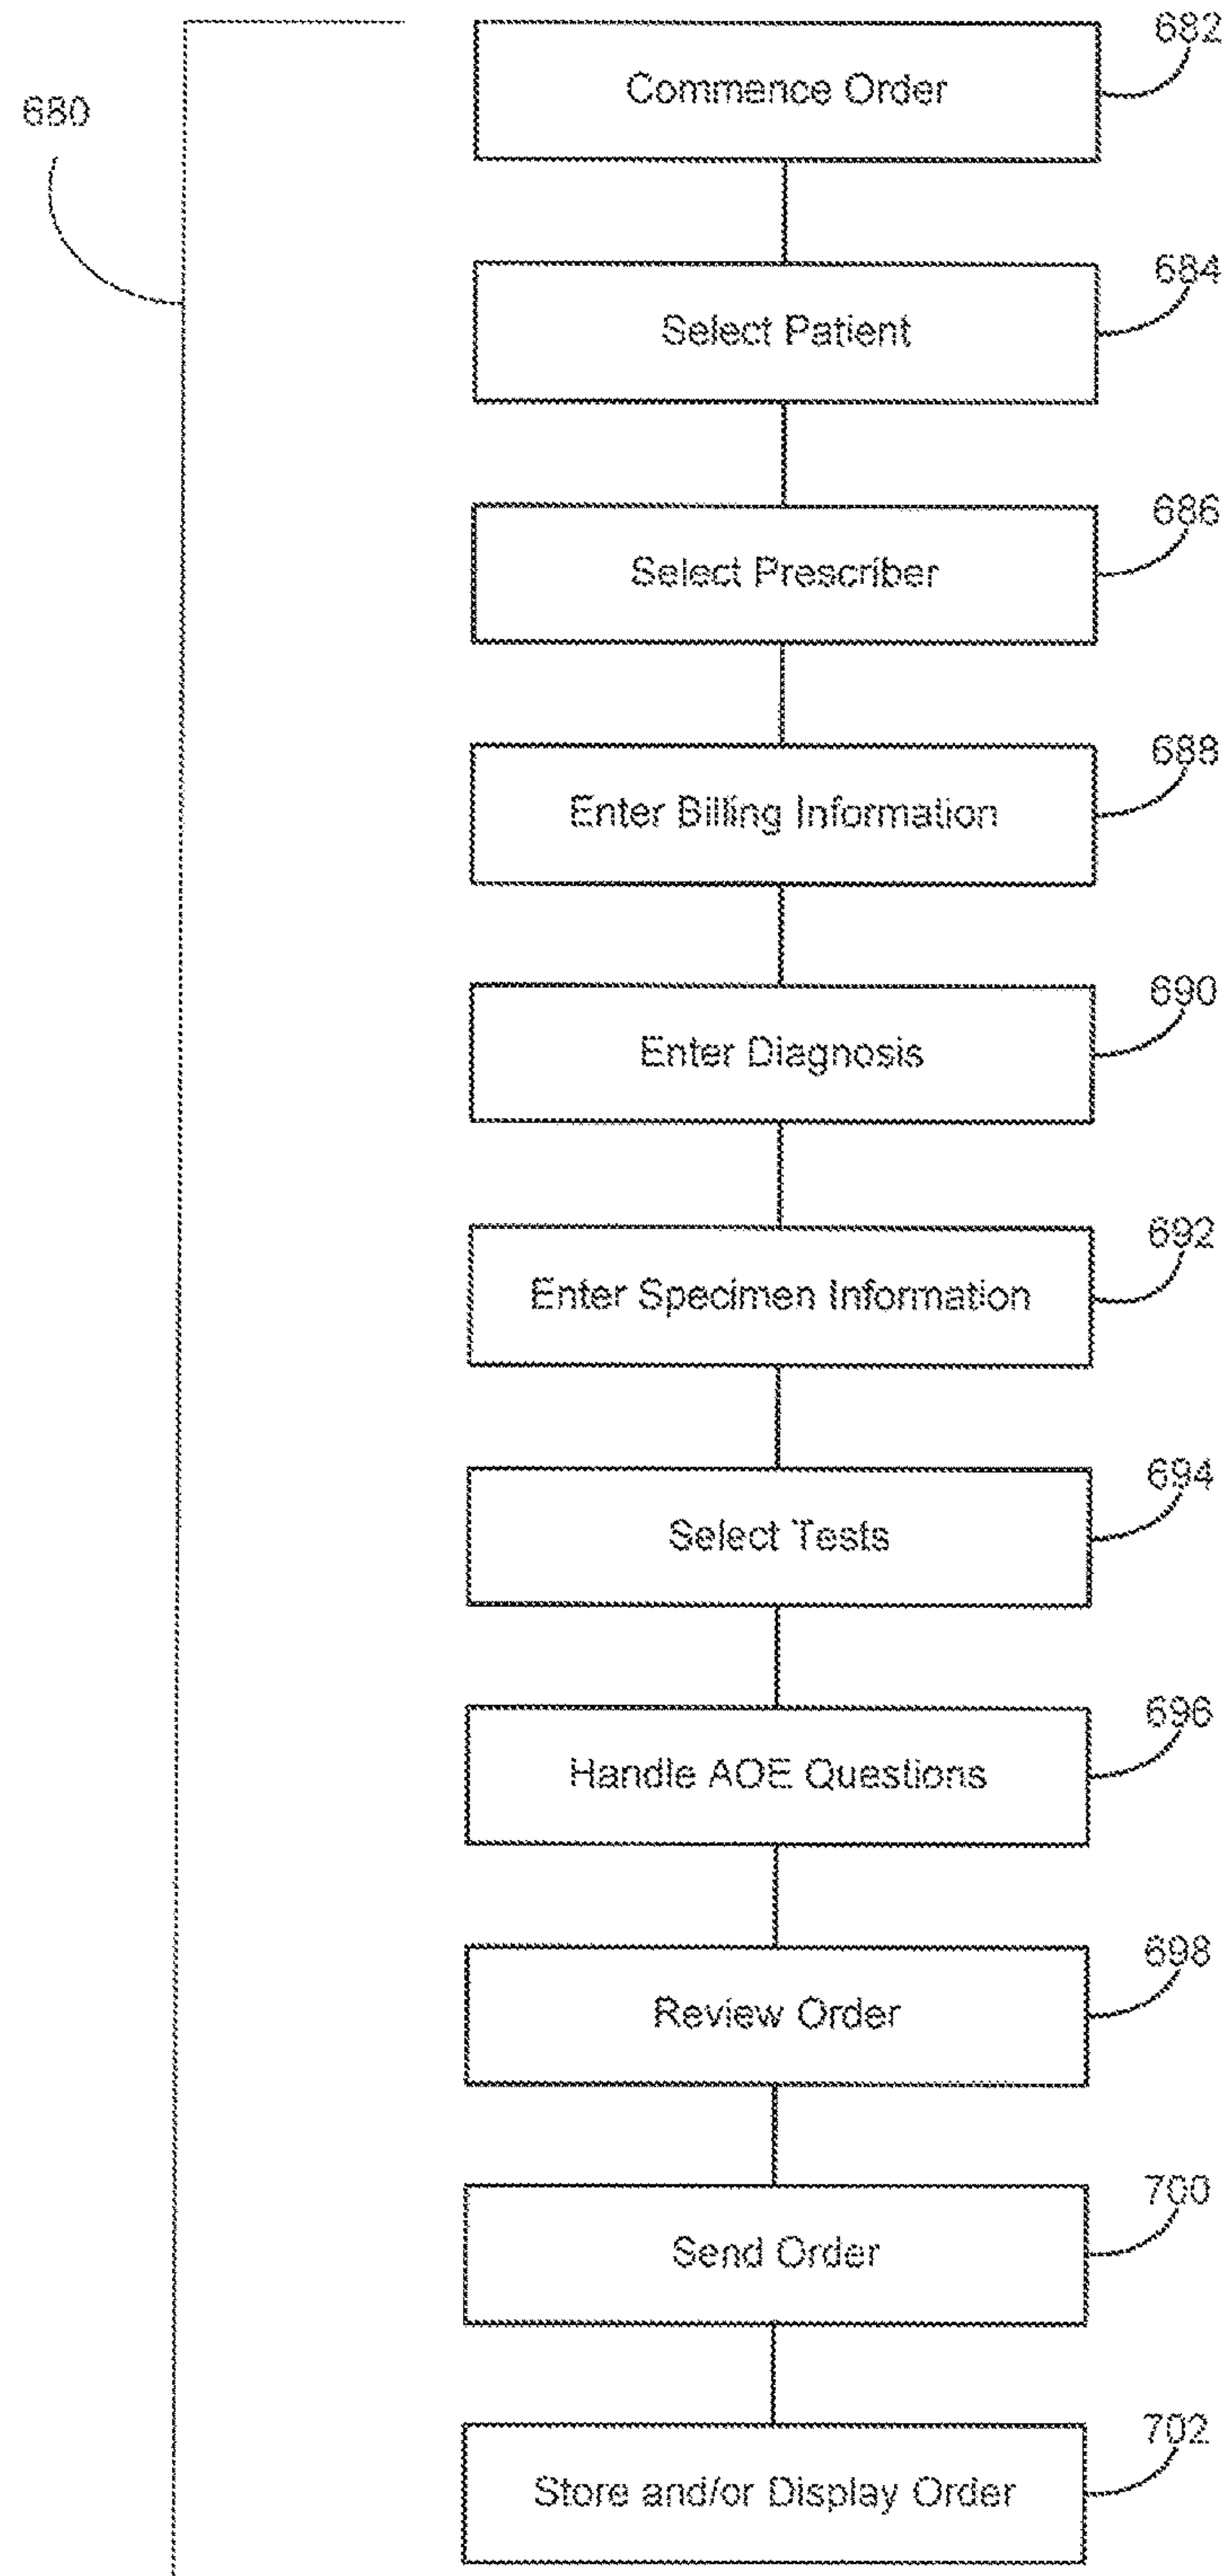 682
Commence Order
680
684
Select Patient
686
Select Prescriber
688
Enter Billing Information
690
Enter Diagnosis
692
Enter Specimen Information
694
Select Tests
696
Handle AOE Questions
698
Review Order
700
Send Order
702
Store and/or Display Order